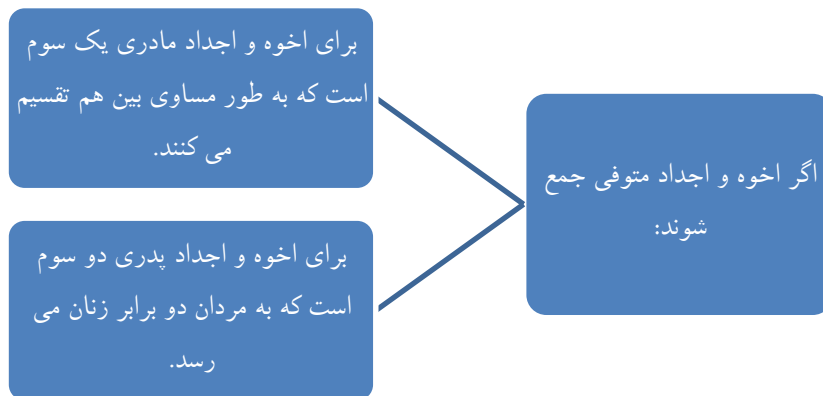 اگر اخوه و اجداد متوفی جمع
شوند:
برای اخوه و اجداد مادری یک سوم
است که به طور مساوی بین هم تقسیم
می کنند.
برای اخوه و اجداد پدری دو سوم
است که به مردان دو برابر زنان می
رسد.